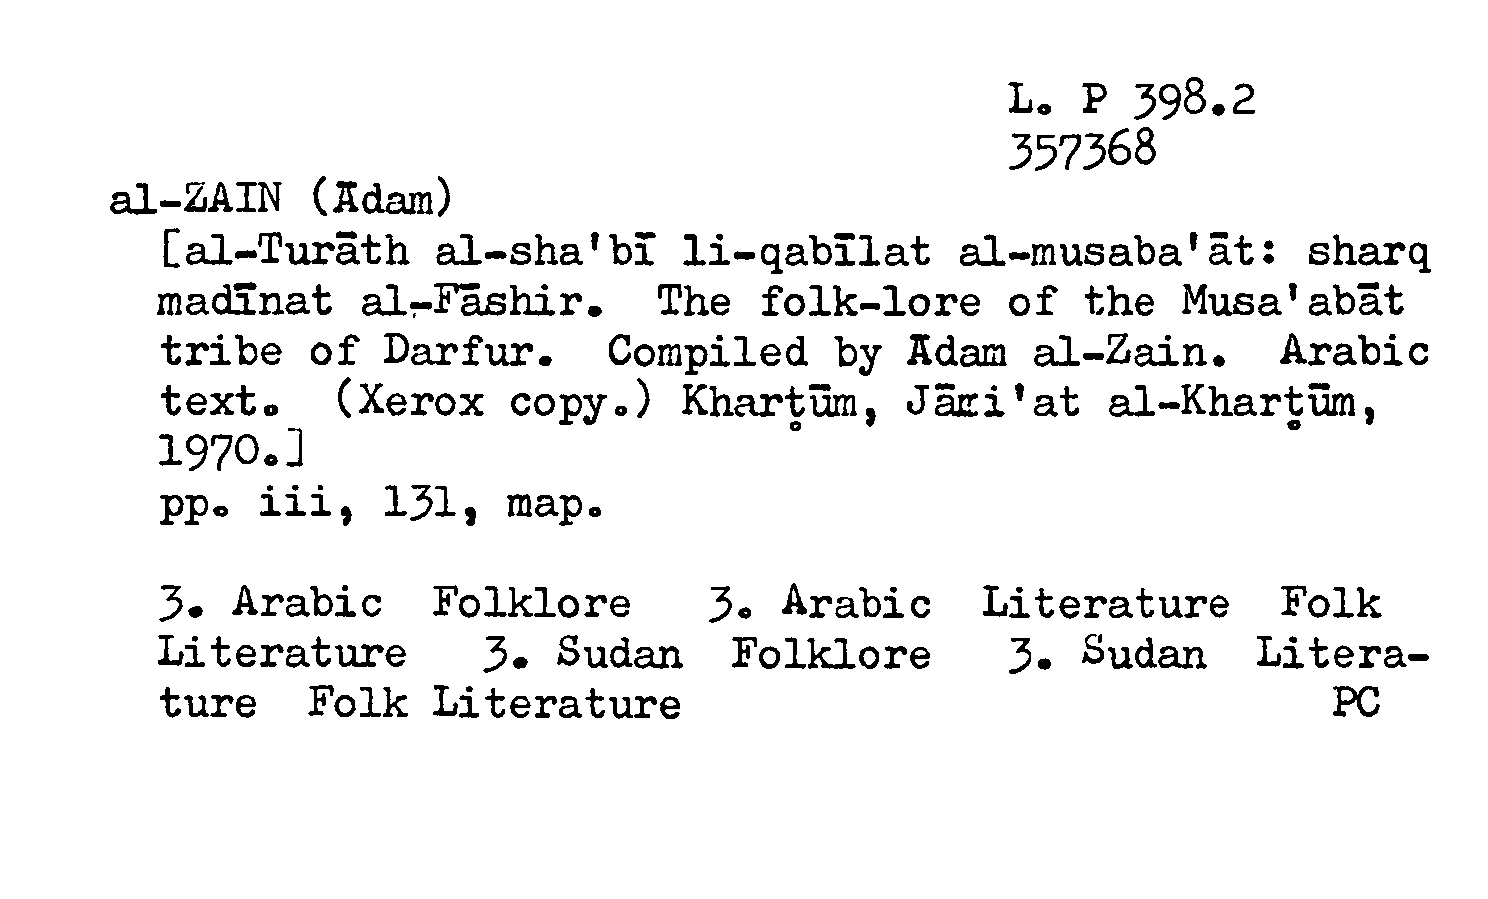 L. P 398.2
357368
al-ZAIN (Ādam)
[al-Turāth al-sha'bī li-qabīlat al-musaba'āt: sharq
madīnat al-Fāshir. The folk-lore of the Musa'abāt
tribe of Darfur. Compiled by Ādam al-Zain. Arabic
text. (Xerox copy.) Kharṭūm, Jāmi'at al-Kharṭūm,
1970.]
pp. iii, 131, map.
3. Arabic Folklore 3. Arabic Literature Folk
Literature 3. Sudan Folklore 3. Sudan Litera-
ture Folk Literature PC